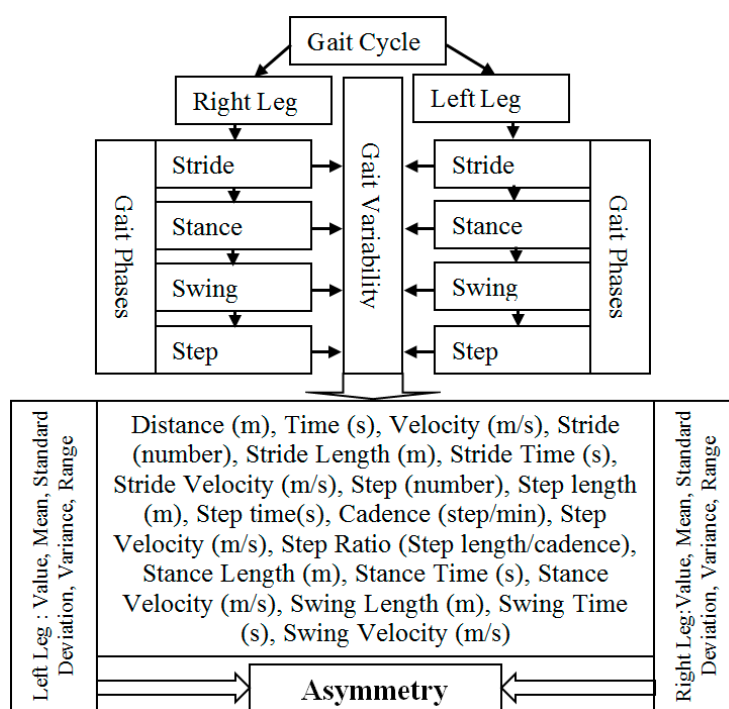 Gait Cycle
Right Leg
Left Leg
Gait Phases
Stride
Stance
Swing
Step
Gait Variability
Stride
Stance
Swing
Step
Gait Phases
Left Leg : Value, Mean, Standard
Deviation, Variance, Range
Distance (m), Time (s), Velocity (m/s), Stride
(number), Stride Length (m), Stride Time (s),
Stride Velocity (m/s), Step (number), Step length
(m), Step time(s), Cadence (step/min), Step
Velocity (m/s), Step Ratio (Step length/cadence),
Stance Length (m), Stance Time (s), Stance
Velocity (m/s), Swing Length (m), Swing Time
(s), Swing Velocity (m/s)
Right Leg:Value, Mean, Standard
Deviation, Variance, Range
Asymmetry